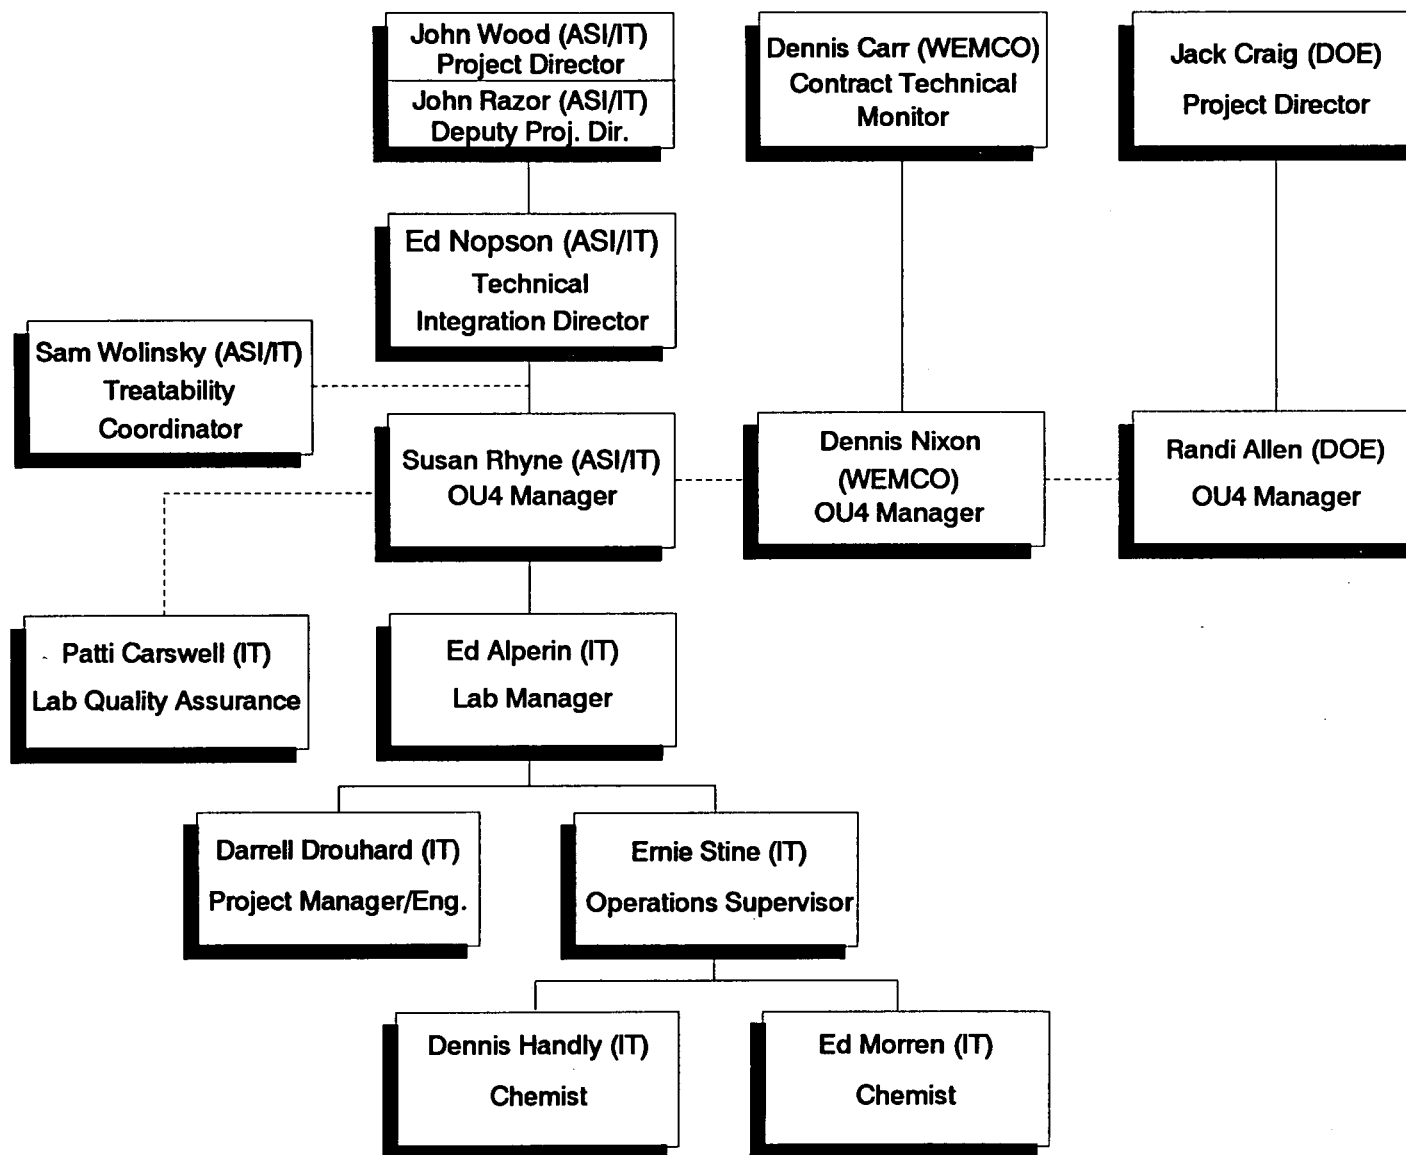 John Wood (ASI/IT)
Project Director
John Razor (ASI/IT)
Deputy Proj. Dir.
Dennis Carr (WEMCO)
Contract Technical
Monitor
Jack Craig (DOE)
Project Director
Ed Nopson (ASI/IT)
Technical
Integration Director
Sam Wolinsky (ASI/IT)
Treatability
Coordinator
Susan Rhyne (ASI/IT)
OU4 Manager
Dennis Nixon
(WEMCO)
OU4 Manager
Randi Allen (DOE)
OU4 Manager
Patti Carswell (IT)
Lab Quality Assurance
Ed Alperin (IT)
Lab Manager
Darrell Drouhard (IT)
Project Manager/Eng.
Ernie Stine (IT)
Operations Supervisor
Dennis Handly (IT)
Chemist
Ed Morren (IT)
Chemist